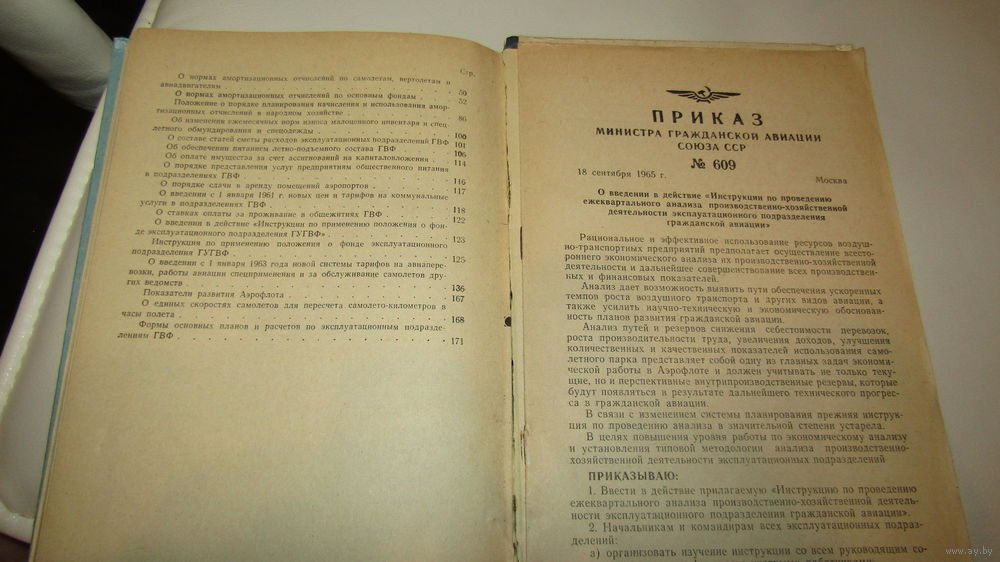 Стр.
О нормах амортизационных отчислений по самолетам, вертолетам и
авиадвигателям . . . 50
О нормах амортизационных отчислений по основным фондам . 52
Положение о порядке планирования начисления и использования амор-
тизационных отчислений в народном хозяйстве . . . 86
Об изменении ежемесячных норм износа малоценного инвентаря и спец.
летного обмундирования и спецодежды . . . 100
О составе статей сметы расходов эксплуатационных подразделений ГВФ 101
Об обеспечении питанием летно-подъемного состава ГВФ . . 106
Об оплате имущества за счет ассигнований на капиталовложения . 114
О порядке представления услуг предприятиям общественного питания
в подразделениях ГВФ . . . 116
О порядке сдачи в аренду помещений аэропортов . . . 117
О введении с 1 января 1961 г. новых цен и тарифов на коммунальные
услуги в подразделениях ГВФ . . . 118
О ставках оплаты за проживание в общежитиях ГВФ . . . 122
О введении в действие «Инструкции по применению положения о фон-
де эксплуатационного подразделения ГУГВФ» . . . 123
Инструкция по применению положения о фонде эксплуатационного
подразделения ГУГВФ . . . 125
О введении с 1 января 1963 года новой системы тарифов на авиапере-
возки, работы авиации спецприменения и за обслуживание самолетов дру-
гих ведомств . . . 136
Показатели развития Аэрофлота . . . 167
О единых скоростях самолетов для пересчета самолето-километров в
часы полета . . . 168
Формы основных планов и расчетов по эксплуатационным подразде-
лениям ГВФ . . . 171
ПРИКАЗ
МИНИСТРА ГРАЖДАНСКОЙ АВИАЦИИ
СОЮЗА ССР
№ 609
18 сентября 1965 г. Москва
О введении в действие «Инструкции по проведению
ежеквартального анализа производственно-хозяйственной
деятельности эксплуатационного подразделения
гражданской авиации»
Рациональное и эффективное использование ресурсов воздуш-
но-транспортных предприятий предполагает осуществление всесто-
роннего экономического анализа их производственно-хозяйственной
деятельности и дальнейшее совершенствование всех производствен-
ных и финансовых показателей.
Анализ дает возможность выявить пути обеспечения ускоренных
темпов роста воздушного транспорта и других видов авиации, а
также усилить научно-техническую и экономическую обоснован-
ность планов развития гражданской авиации.
Анализ путей и резервов снижения себестоимости перевозок,
роста производительности труда, увеличения доходов, улучшения
количественных и качественных показателей использования само-
летного парка представляет собой одну из главных задач экономи-
ческой работы в Аэрофлоте и должен учитывать не только теку-
щие, но и перспективные внутрипроизводственные резервы, которые
будут появляться в результате дальнейшего технического прогрес-
са в гражданской авиации.
В связи с изменением системы планирования прежняя инструк-
ция по проведению анализа в значительной степени устарела.
В целях повышения уровня работы по экономическому анализу
и установления типовой методологии анализа производственно-
хозяйственной деятельности эксплуатационных подразделений
ПРИКАЗЫВАЮ:
1. Ввести в действие прилагаемую «Инструкцию по проведению
ежеквартального анализа производственно-хозяйственной деятель-
ности эксплуатационного подразделения гражданской авиации».
2. Начальникам и командирам всех эксплуатационных подраз-
делений:
а) организовать изучение инструкции со всем руководящим со-
www.ay.by